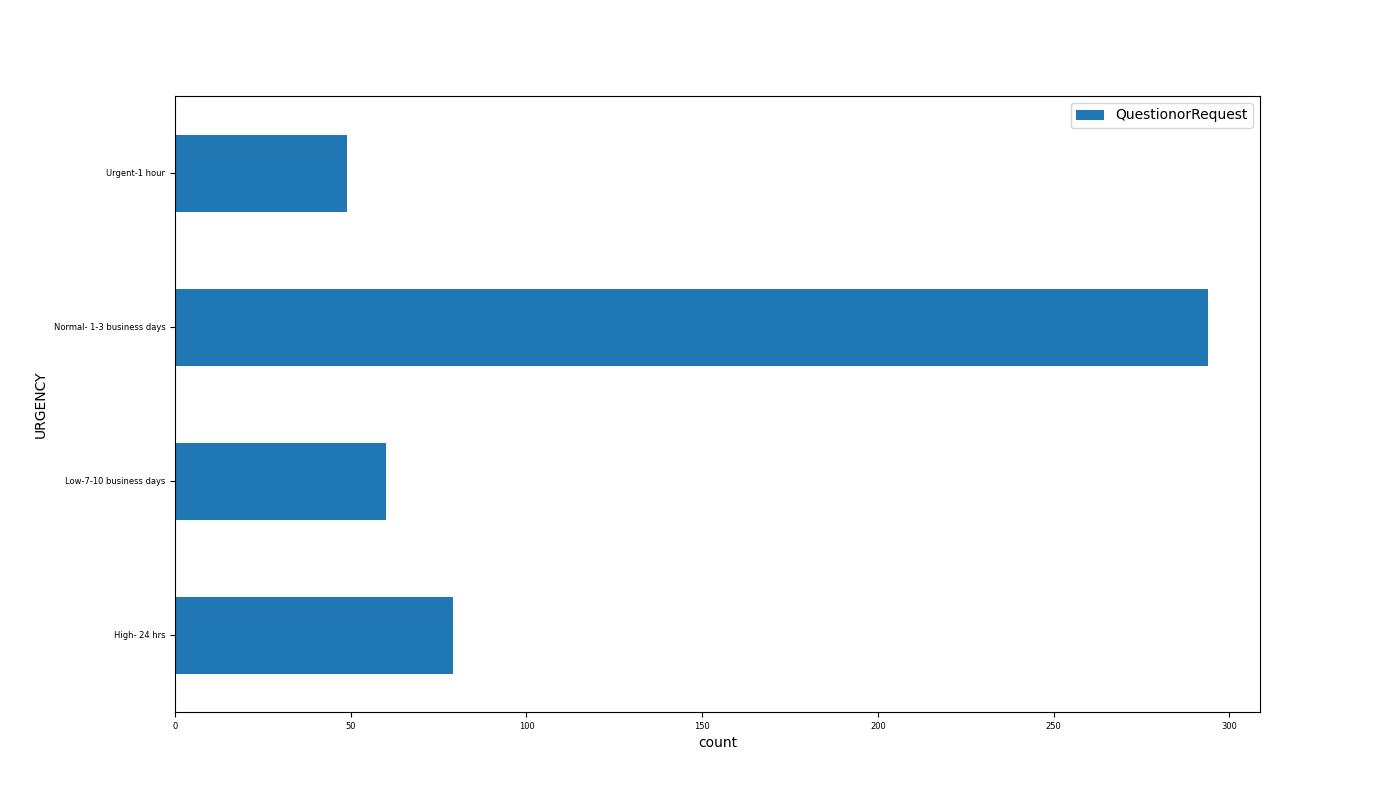 QuestionorRequest
Urgent-1 hour
Normal- 1-3 business days
URGENCY
Low-7-10 business days
High- 24 hrs
0 50 100 150 200 250 300
count